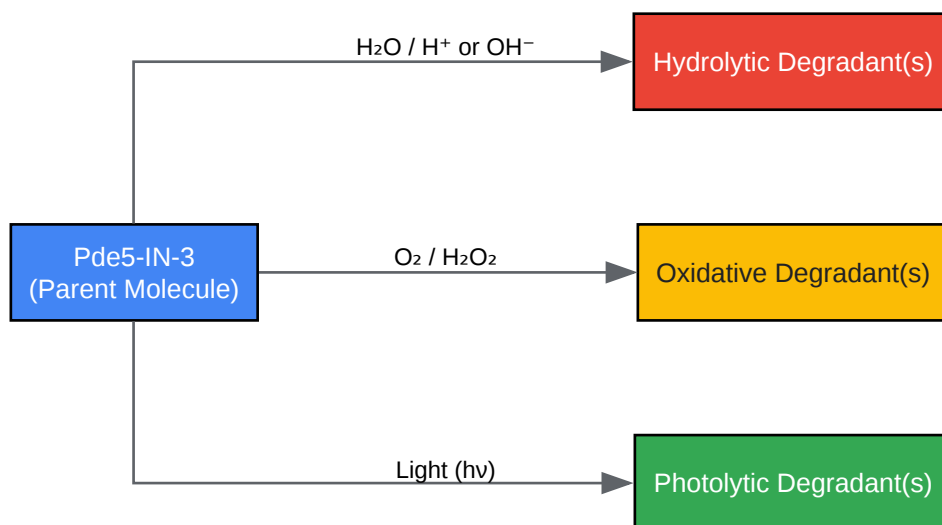 H₂O / H⁺ or OH⁻
Hydrolytic Degradant(s)
Pde5-IN-3
(Parent Molecule)
O₂ / H₂O₂
Oxidative Degradant(s)
Light (hν)
Photolytic Degradant(s)